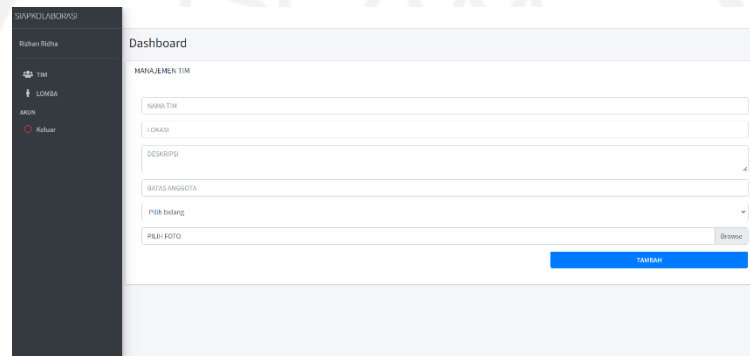 SIAPKOLABORASI
Rizhan Ridha
TIM
LOMBA
AKUN
Keluar
Dashboard
MANAJEMEN TIM
NAMA TIM
LOKASI
DESKRIPSI
BATAS ANGGOTA
Pilih bidang
PILIH FOTO
Browse
TAMBAH